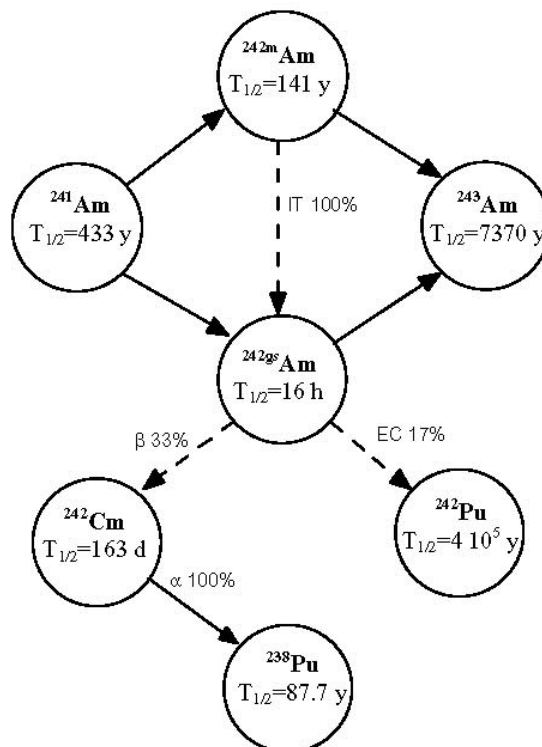 ²⁴²ᵐAm
T₁/₂=141 y
²⁴¹Am
T₁/₂=433 y
IT 100%
²⁴³Am
T₁/₂=7370 y
²⁴²ᵍˢAm
T₁/₂=16 h
β 33%
EC 17%
²⁴²Cm
T₁/₂=163 d
²⁴²Pu
T₁/₂=4 10⁵ y
α 100%
²³⁸Pu
T₁/₂=87.7 y